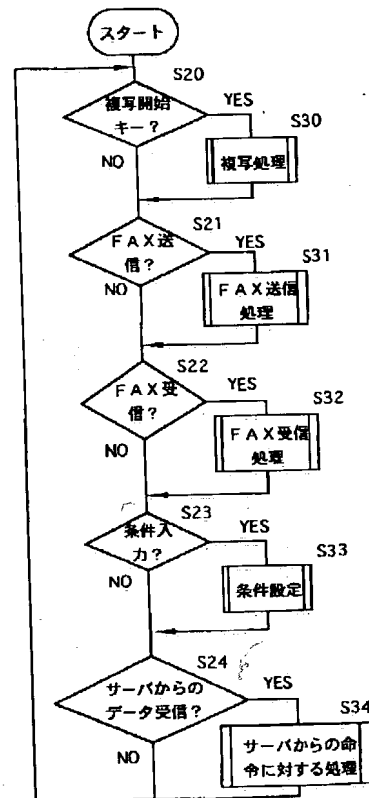 スタート
S20
複写開始
キー？
YES
S30
NO
複写処理
S21
ＦＡＸ送
信？
YES
S31
NO
ＦＡＸ送信
処理
S22
ＦＡＸ受
信？
YES
S32
NO
ＦＡＸ受信
処理
S23
条件入
力？
YES
S33
NO
条件設定
S24
サーバからの
データ受信？
YES
S34
NO
サーバからの命
令に対する処理